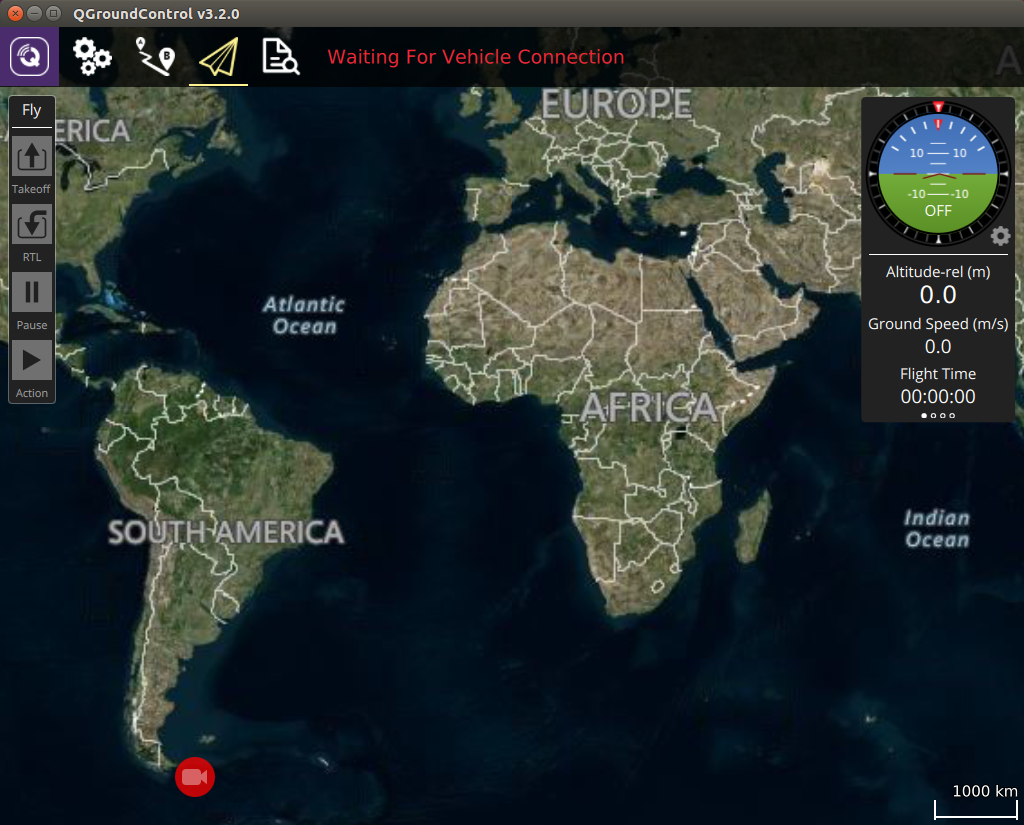 QGroundControl v3.2.0
Waiting For Vehicle Connection
A
B
A
Fly
Takeoff
RTL
Pause
Action
ERICA
EUROPE
Atlantic
Ocean
AFRICA
SOUTH AMERICA
Indian
Ocean
10 10
-10 -10
OFF
Altitude-rel (m)
0.0
Ground Speed (m/s)
0.0
Flight Time
00:00:00
1000 km